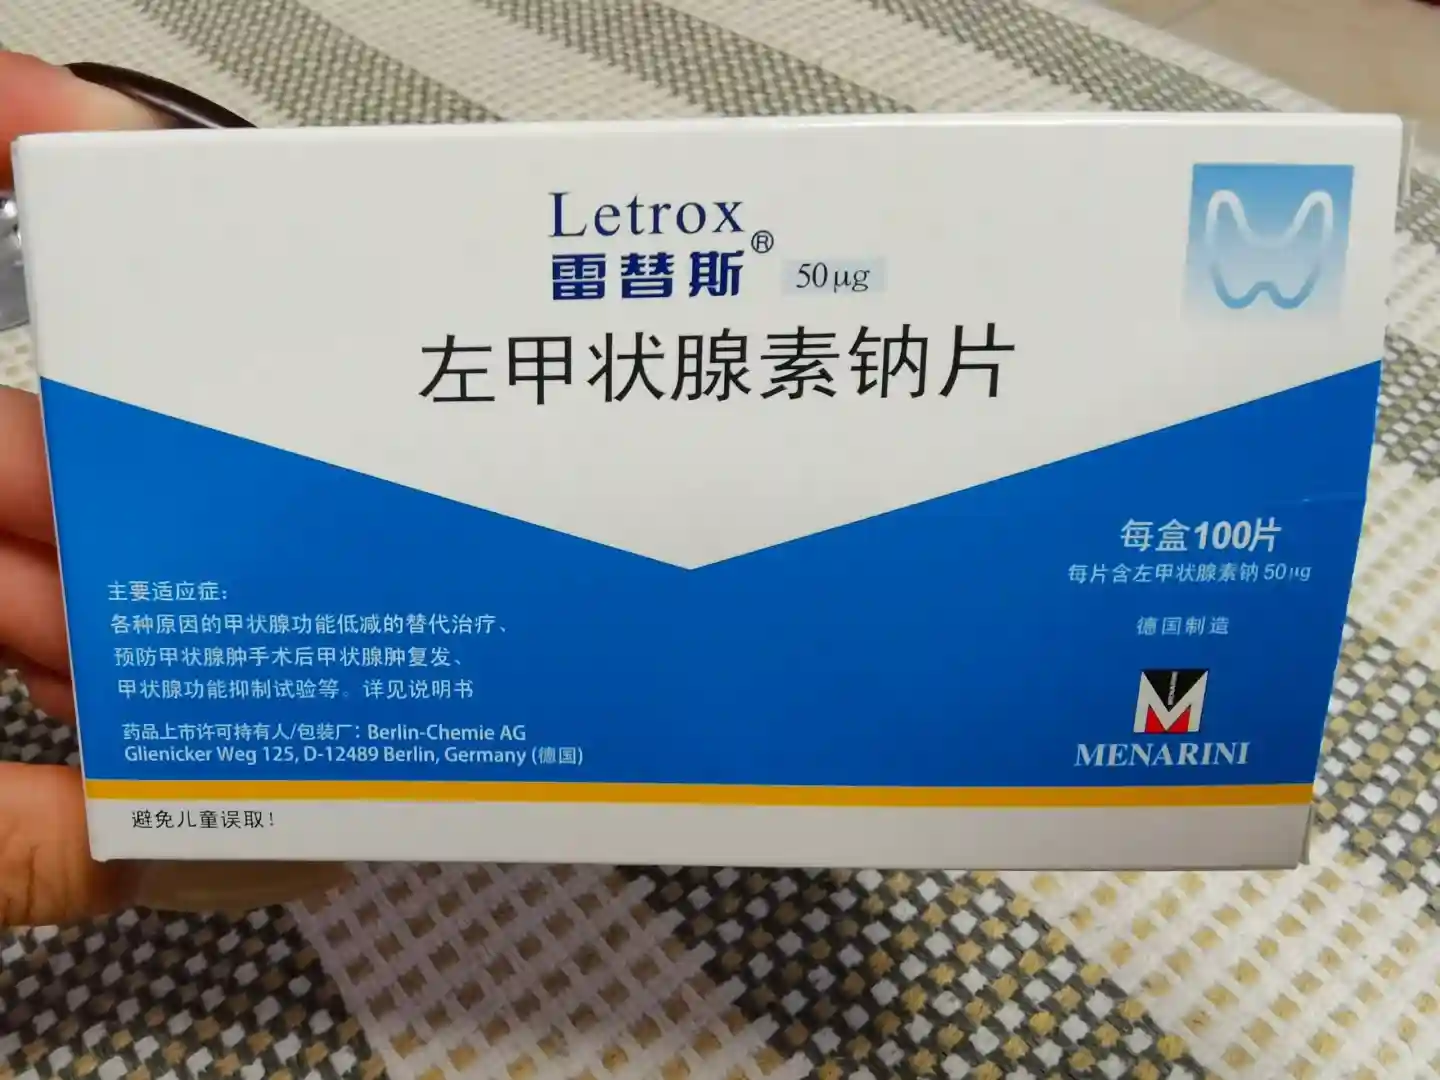 Letrox
雷替斯® 50μg
左甲状腺素钠片
每盒100片
每片含左甲状腺素钠 50μg
德国制造
MENARINI
主要适应症：
各种原因的甲状腺功能低减的替代治疗、
预防甲状腺肿手术后甲状腺肿复发、
甲状腺功能抑制试验等。详见说明书
药品上市许可持有人/包装厂：Berlin-Chemie AG
Glienicker Weg 125, D-12489 Berlin, Germany (德国)
避免儿童误取！